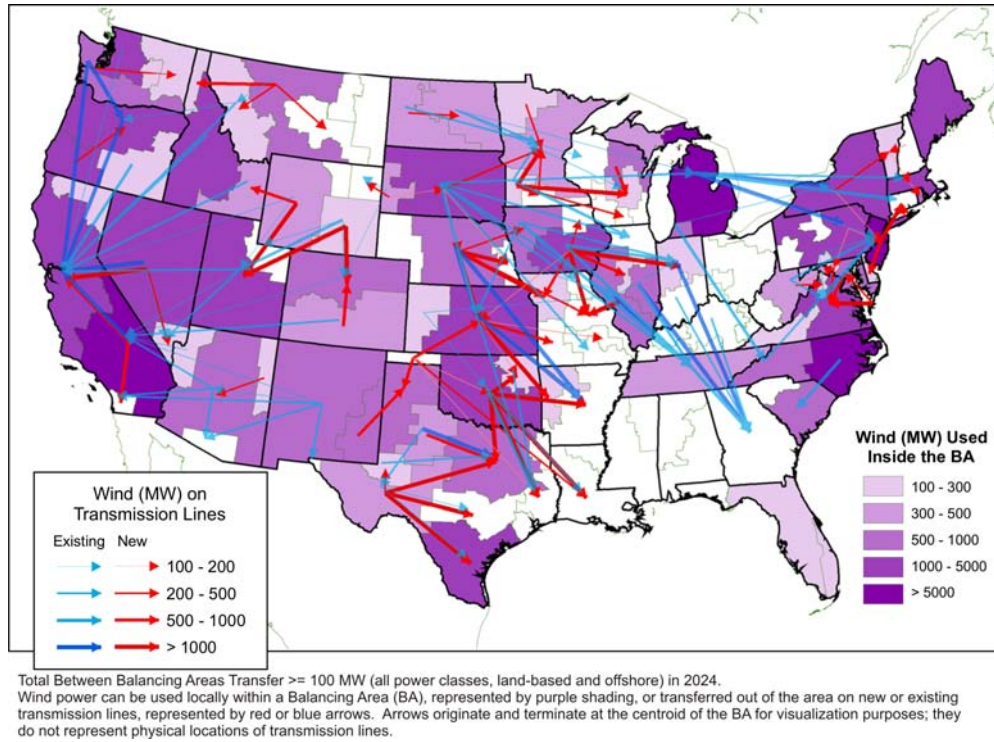 Wind (MW) Used
Inside the BA
100 - 300
300 - 500
500 - 1000
1000 - 5000
> 5000
Wind (MW) on
Transmission Lines
Existing New
100 - 200
200 - 500
500 - 1000
> 1000
Total Between Balancing Areas Transfer >= 100 MW (all power classes, land-based and offshore) in 2024.
Wind power can be used locally within a Balancing Area (BA), represented by purple shading, or transferred out of the area on new or existing
transmission lines, represented by red or blue arrows. Arrows originate and terminate at the centroid of the BA for visualization purposes; they
do not represent physical locations of transmission lines.